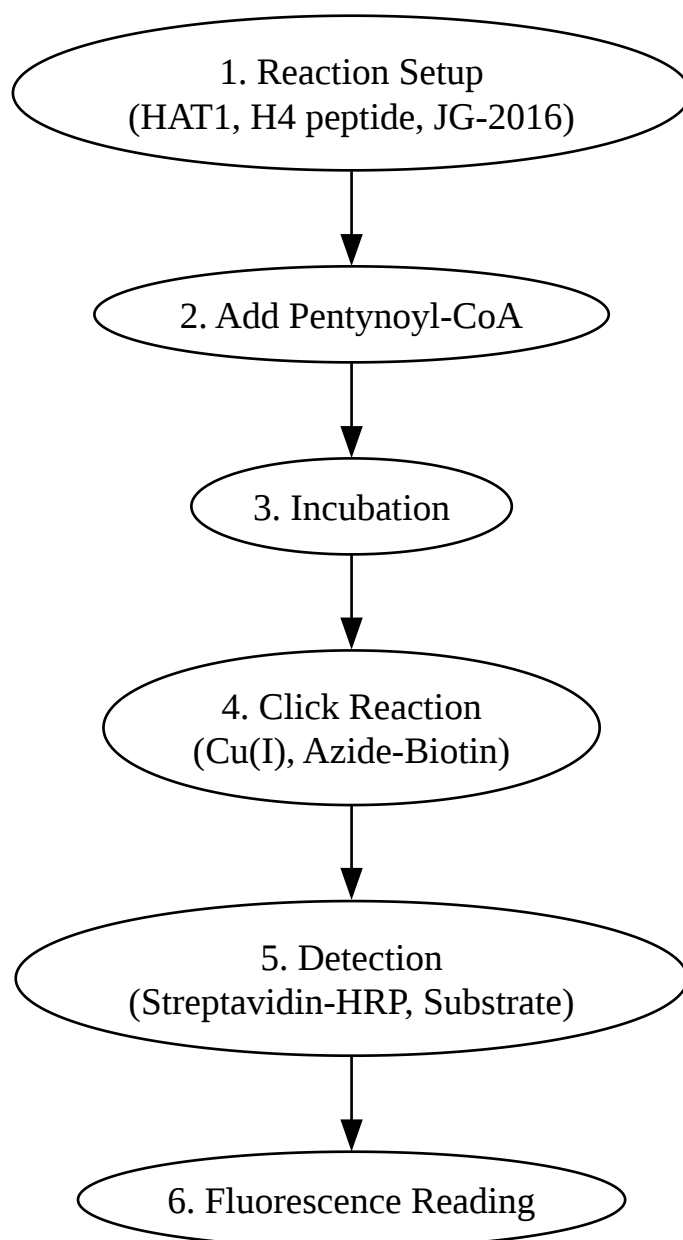 1. Reaction Setup
(HAT1, H4 peptide, JG-2016)
2. Add Pentynoyl-CoA
3. Incubation
4. Click Reaction
(Cu(I), Azide-Biotin)
5. Detection
(Streptavidin-HRP, Substrate)
6. Fluorescence Reading